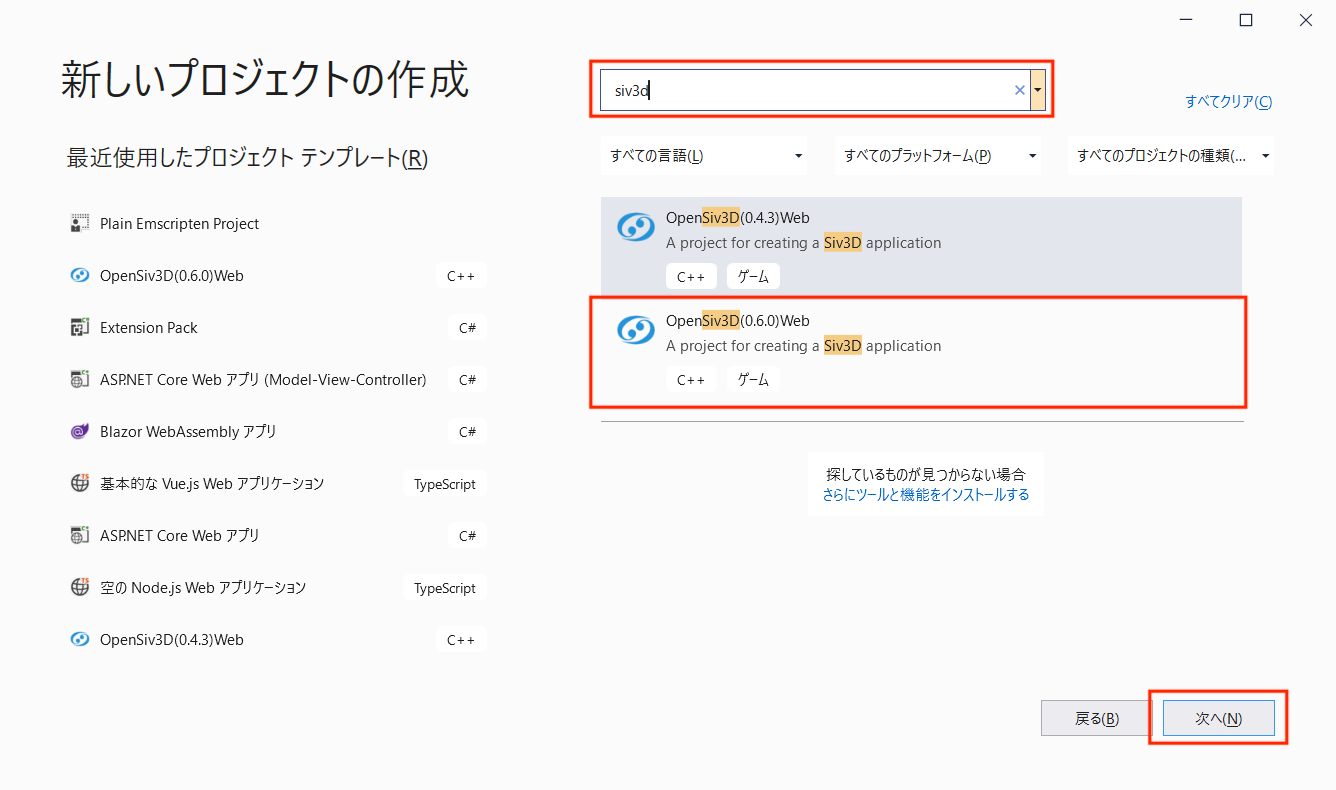 新しいプロジェクトの作成
最近使用したプロジェクト テンプレート(R)
Plain Emscripten Project
OpenSiv3D(0.6.0)Web C++
Extension Pack C#
ASP.NET Core Web アプリ (Model-View-Controller) C#
Blazor WebAssembly アプリ C#
基本的な Vue.js Web アプリケーション TypeScript
ASP.NET Core Web アプリ C#
空の Node.js Web アプリケーション TypeScript
OpenSiv3D(0.4.3)Web C++
siv3d
すべてクリア(C)
すべての言語(L) すべてのプラットフォーム(P) すべてのプロジェクトの種類(...
OpenSiv3D(0.4.3)Web
A project for creating a Siv3D application
C++ ゲーム
OpenSiv3D(0.6.0)Web
A project for creating a Siv3D application
C++ ゲーム
探しているものが見つからない場合
さらにツールと機能をインストールする
戻る(B) 次へ(N)